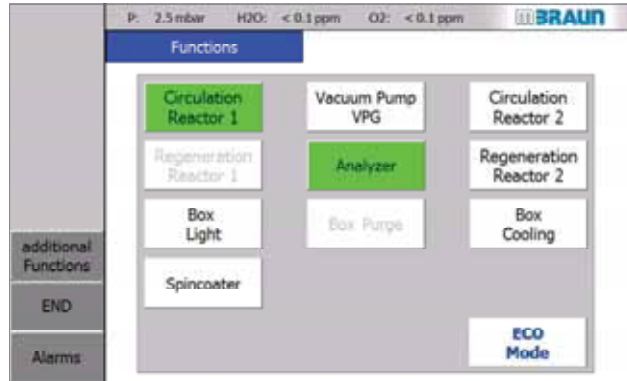 P: 2.5 mbar H2O: < 0.1 ppm O2: < 0.1 ppm MBRAUN
Functions
Circulation Reactor 1
Vacuum Pump VPG
Circulation Reactor 2
Regeneration Reactor 1
Analyzer
Regeneration Reactor 2
Box Light
Box Purge
Box Cooling
Spincoater
ECO Mode
additional Functions
END
Alarms